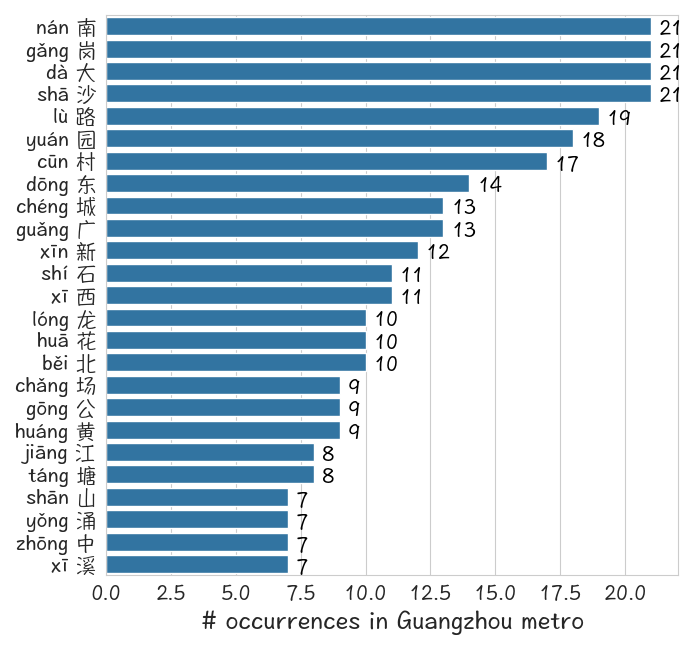 nán 南 21
gǎng 岗 21
dà 大 21
shā 沙 21
lù 路 19
yuán 园 18
cūn 村 17
dōng 东 14
chéng 城 13
guǎng 广 13
xīn 新 12
shí 石 11
xī 西 11
lóng 龙 10
huā 花 10
běi 北 10
chǎng 场 9
gōng 公 9
huáng 黄 9
jiāng 江 8
táng 塘 8
shān 山 7
yǒng 涌 7
zhōng 中 7
xī 溪 7
0.0 2.5 5.0 7.5 10.0 12.5 15.0 17.5 20.0
# occurrences in Guangzhou metro